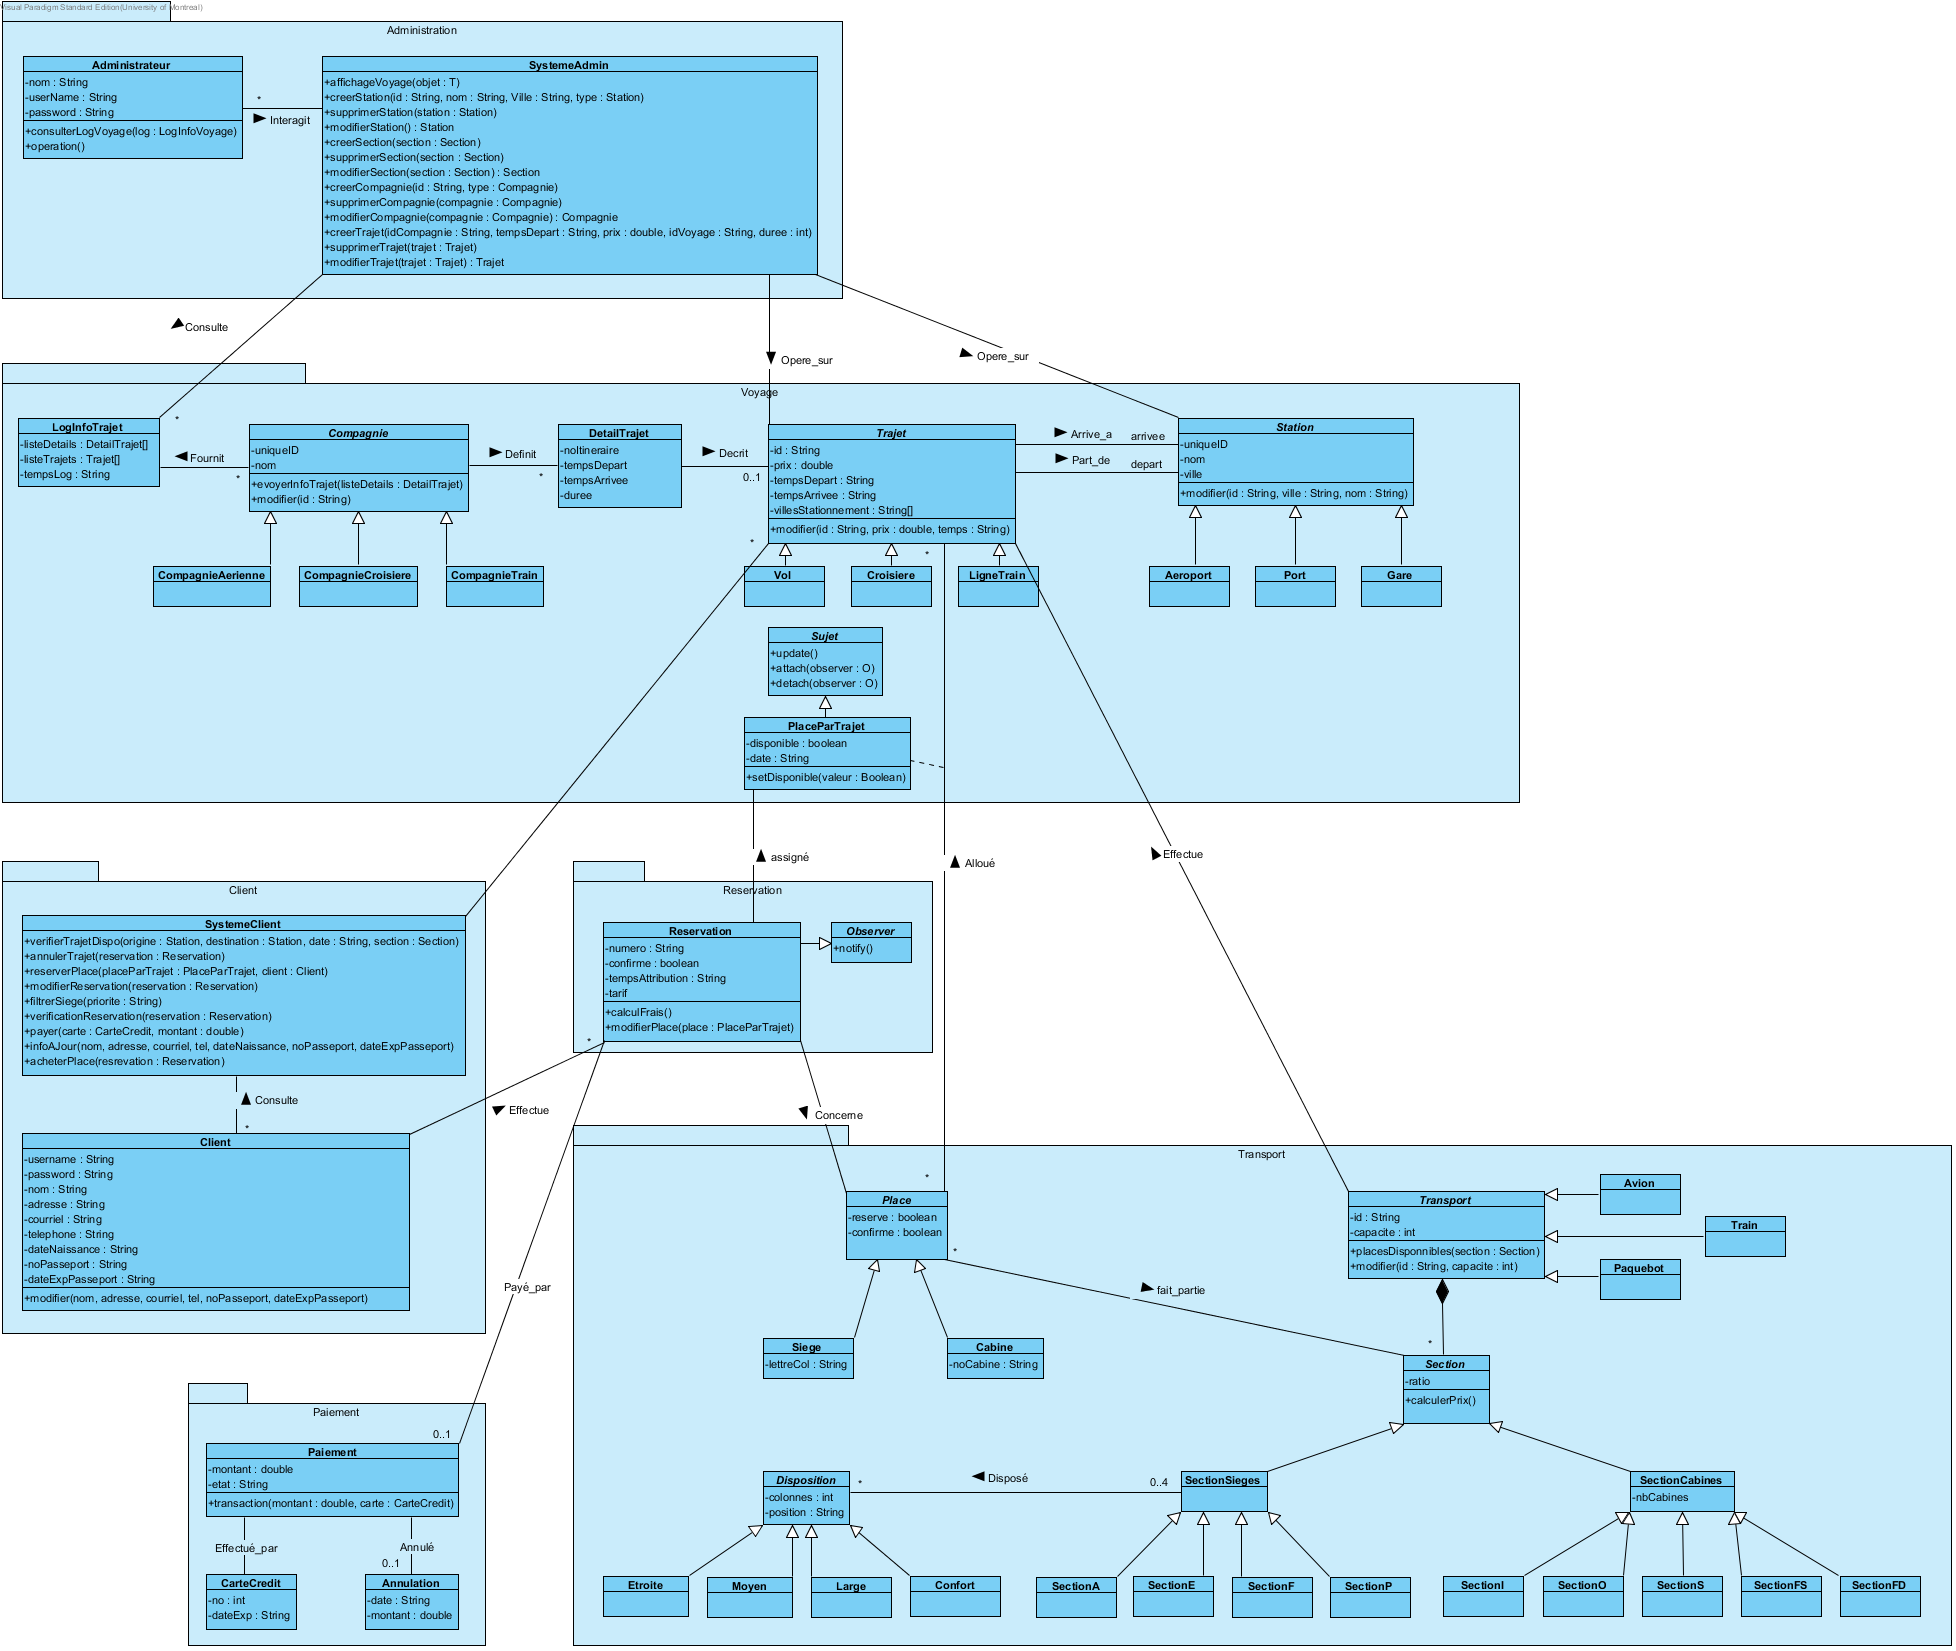 Visual Paradigm Standard Edition(University of Montreal)
Administration
Administrateur
-nom : String
-userName : String
-password : String
+consulterLogVoyage(log : LogInfoVoyage)
+operation()
*
Interagit
SystemeAdmin
+affichageVoyage(objet : T)
+creerStation(id : String, nom : String, Ville : String, type : Station)
+supprimerStation(station : Station)
+modifierStation() : Station
+creerSection(section : Section)
+supprimerSection(section : Section)
+modifierSection(section : Section) : Section
+creerCompagnie(id : String, type : Compagnie)
+supprimerCompagnie(compagnie : Compagnie)
+modifierCompagnie(compagnie : Compagnie) : Compagnie
+creerTrajet(idCompagnie : String, tempsDepart : String, prix : double, idVoyage : String, duree : int)
+supprimerTrajet(trajet : Trajet)
+modifierTrajet(trajet : Trajet) : Trajet
Consulte
Opere_sur
Opere_sur
Voyage
*
LogInfoTrajet
-listeDetails : DetailTrajet[]
-listeTrajets : Trajet[]
-tempsLog : String
Fournit
*
Compagnie
-uniqueID
-nom
+evoyerInfoTrajet(listeDetails : DetailTrajet)
+modifier(id : String)
Definit
*
DetailTrajet
-noItineraire
-tempsDepart
-tempsArrivee
-duree
Decrit
0..1
Trajet
-id : String
-prix : double
-tempsDepart : String
-tempsArrivee : String
-villesStationnement : String[]
+modifier(id : String, prix : double, temps : String)
Arrive_a
arrivee
Part_de
depart
Station
-uniqueID
-nom
-ville
+modifier(id : String, ville : String, nom : String)
*
*
CompagnieAerienne
CompagnieCroisiere
CompagnieTrain
Vol
Croisiere
LigneTrain
Aeroport
Port
Gare
Sujet
+update()
+attach(observer : O)
+detach(observer : O)
PlaceParTrajet
-disponible : boolean
-date : String
+setDisponible(valeur : Boolean)
assigné
Alloué
Effectue
Client
SystemeClient
+verifierTrajetDispo(origine : Station, destination : Station, date : String, section : Section)
+annulerTrajet(reservation : Reservation)
+reserverPlace(placeParTrajet : PlaceParTrajet, client : Client)
+modifierReservation(reservation : Reservation)
+filtrerSiege(priorite : String)
+verificationReservation(reservation : Reservation)
+payer(carte : CarteCredit, montant : double)
+infoAJour(nom, adresse, courriel, tel, dateNaissance, noPasseport, dateExpPasseport)
+acheterPlace(resrevation : Reservation)
Consulte
*
Client
-username : String
-password : String
-nom : String
-adresse : String
-courriel : String
-telephone : String
-dateNaissance : String
-noPasseport : String
-dateExpPasseport : String
+modifier(nom, adresse, courriel, tel, noPasseport, dateExpPasseport)
Reservation
Reservation
-numero : String
-confirme : boolean
-tempsAttribution : String
-tarif
+calculFrais()
+modifierPlace(place : PlaceParTrajet)
Observer
+notify()
*
Effectue
Concerne
Payé_par
Transport
*
Place
-reserve : boolean
-confirme : boolean
*
Siege
-lettreCol : String
Cabine
-noCabine : String
fait_partie
Transport
-id : String
-capacite : int
+placesDisponnibles(section : Section)
+modifier(id : String, capacite : int)
Avion
Train
Paquebot
*
Section
-ratio
+calculerPrix()
Disposition
-colonnes : int
-position : String
*
Disposé
0..4
SectionSieges
SectionCabines
-nbCabines
Etroite
Moyen
Large
Confort
SectionA
SectionE
SectionF
SectionP
SectionI
SectionO
SectionS
SectionFS
SectionFD
Paiement
0..1
Paiement
-montant : double
-etat : String
+transaction(montant : double, carte : CarteCredit)
Effectué_par
Annulé
0..1
CarteCredit
-no : int
-dateExp : String
Annulation
-date : String
-montant : double